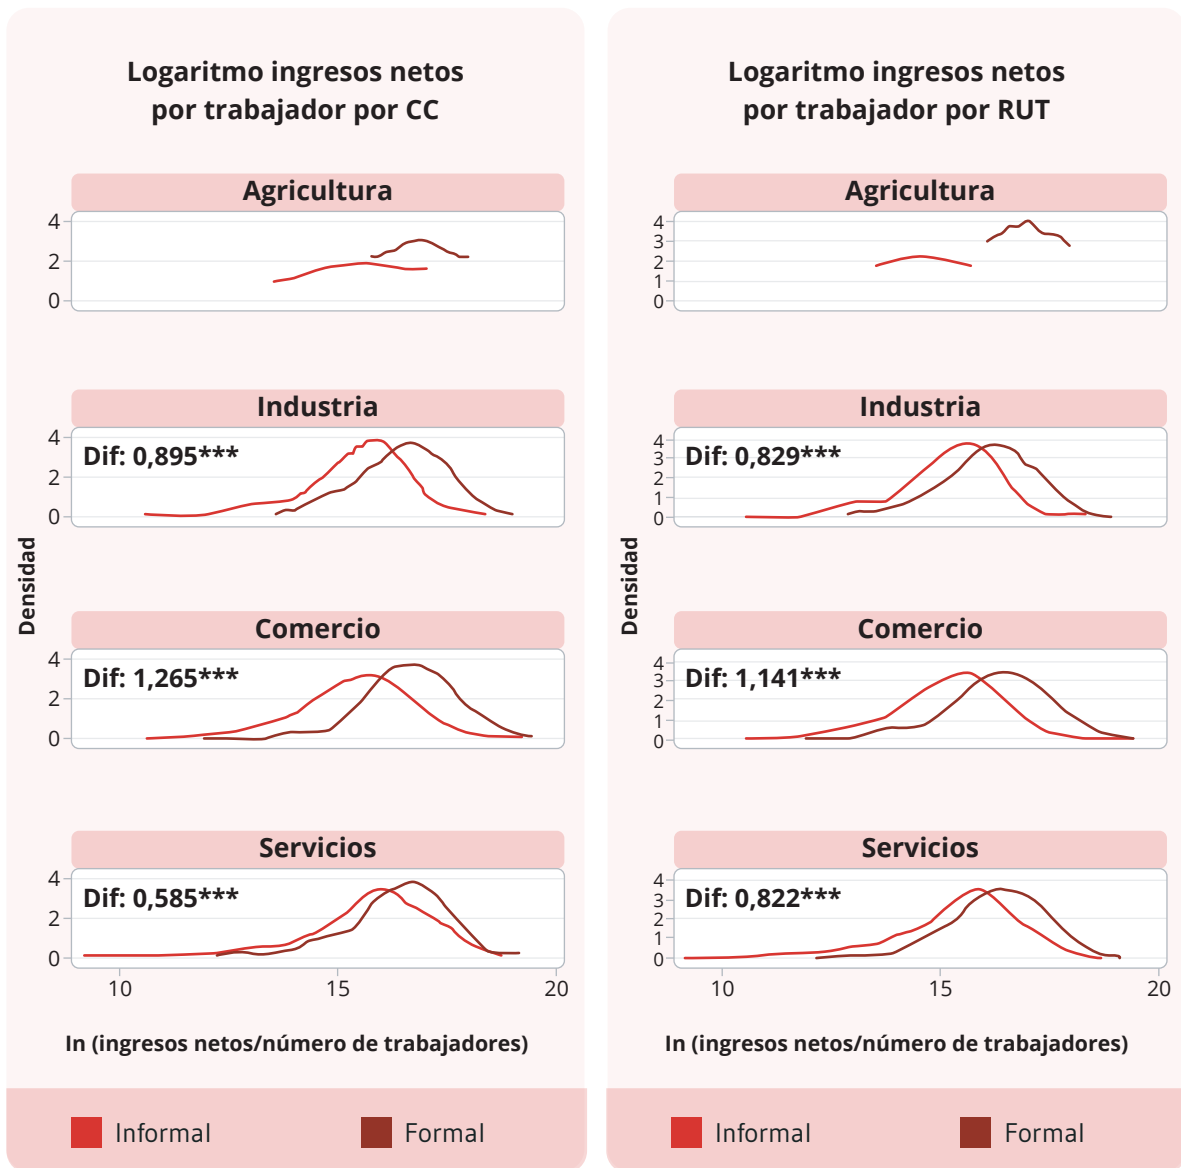 Logaritmo ingresos netos
por trabajador por CC
Agricultura
4
2
0
Industria
4
Dif: 0,895***
2
0
Densidad
Comercio
4
Dif: 1,265***
2
0
Servicios
4
Dif: 0,585***
2
0
10 15 20
In (ingresos netos/número de trabajadores)
Informal Formal
Logaritmo ingresos netos
por trabajador por RUT
Agricultura
4
3
2
1
0
Industria
4
Dif: 0,829***
3
2
1
0
Densidad
Comercio
4
Dif: 1,141***
3
2
1
0
Servicios
4
Dif: 0,822***
3
2
1
0
10 15 20
In (ingresos netos/número de trabajadores)
Informal Formal